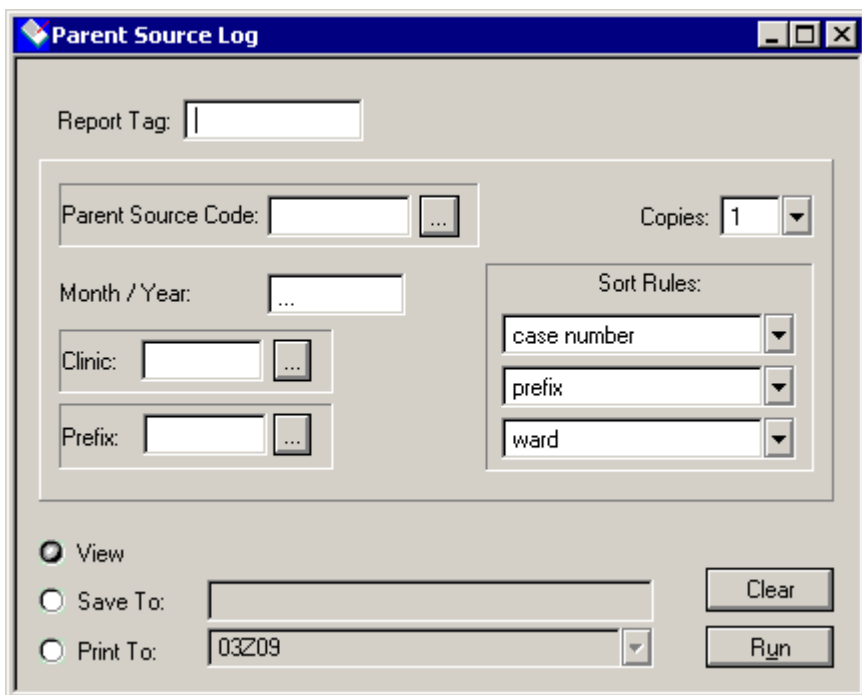 Parent Source Log
Report Tag:
Parent Source Code: ...
Copies: 1
Month / Year: ...
Sort Rules:
case number
Clinic: ...
prefix
Prefix: ...
ward
View
Save To:
Clear
Print To: 03Z09
Run